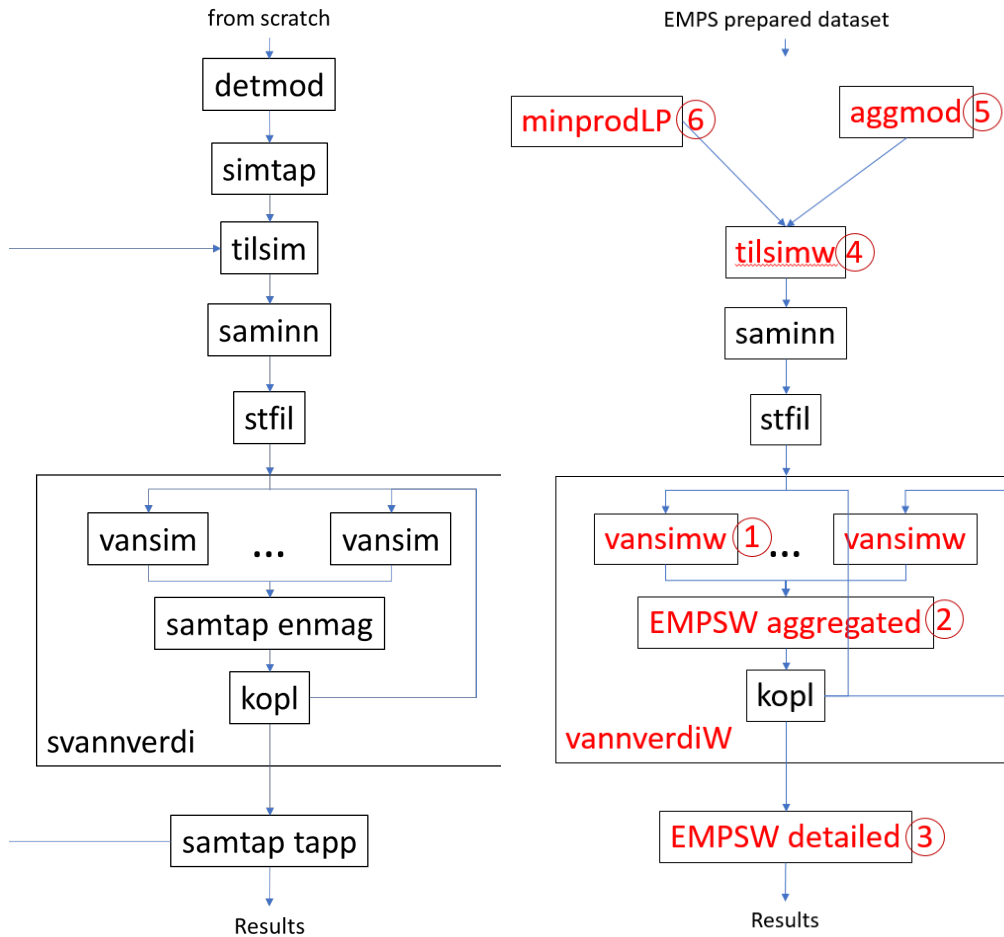 from scratch
detmod
simtap
tilsim
saminn
stfil
vansim ... vansim
samtap enmag
kopl
svannverdi
samtap tapp
Results
EMPS prepared dataset
minprodLP 6
aggmod 5
tilsimw 4
saminn
stfil
vansimw 1 ... vansimw
EMPSW aggregated 2
kopl
vannverdiW
EMPSW detailed 3
Results